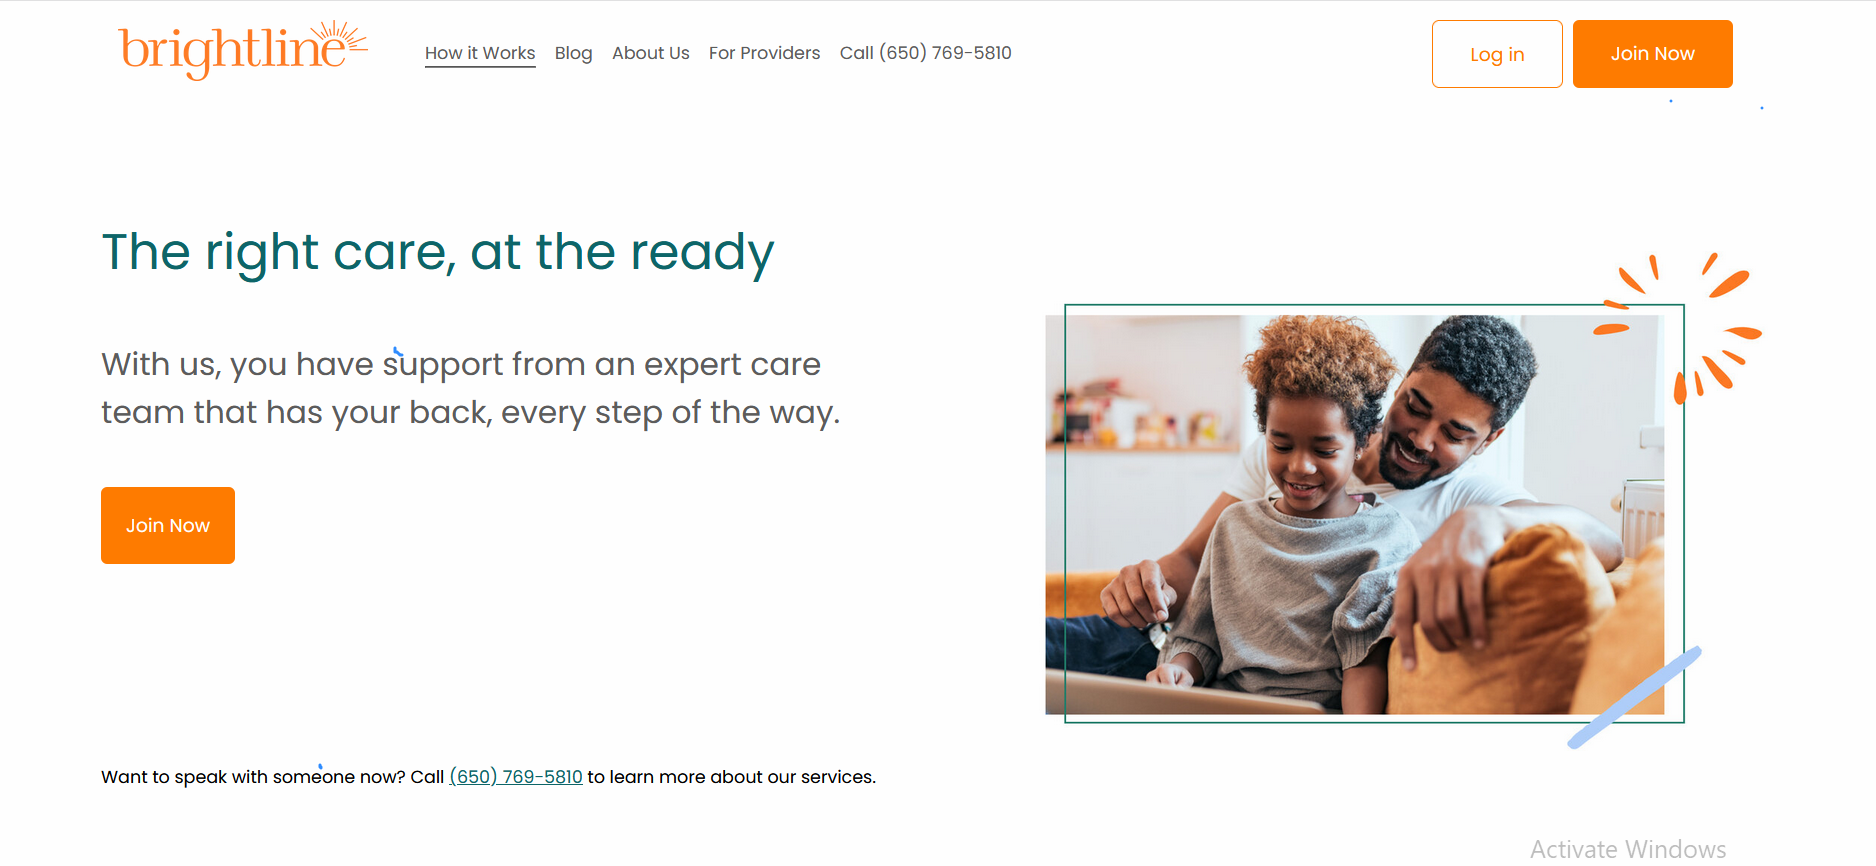 brightline
How it Works Blog About Us For Providers Call (650) 769-5810
Log in Join Now
The right care, at the ready
With us, you have support from an expert care
team that has your back, every step of the way.
Join Now
Want to speak with someone now? Call (650) 769-5810 to learn more about our services.
Activate Windows